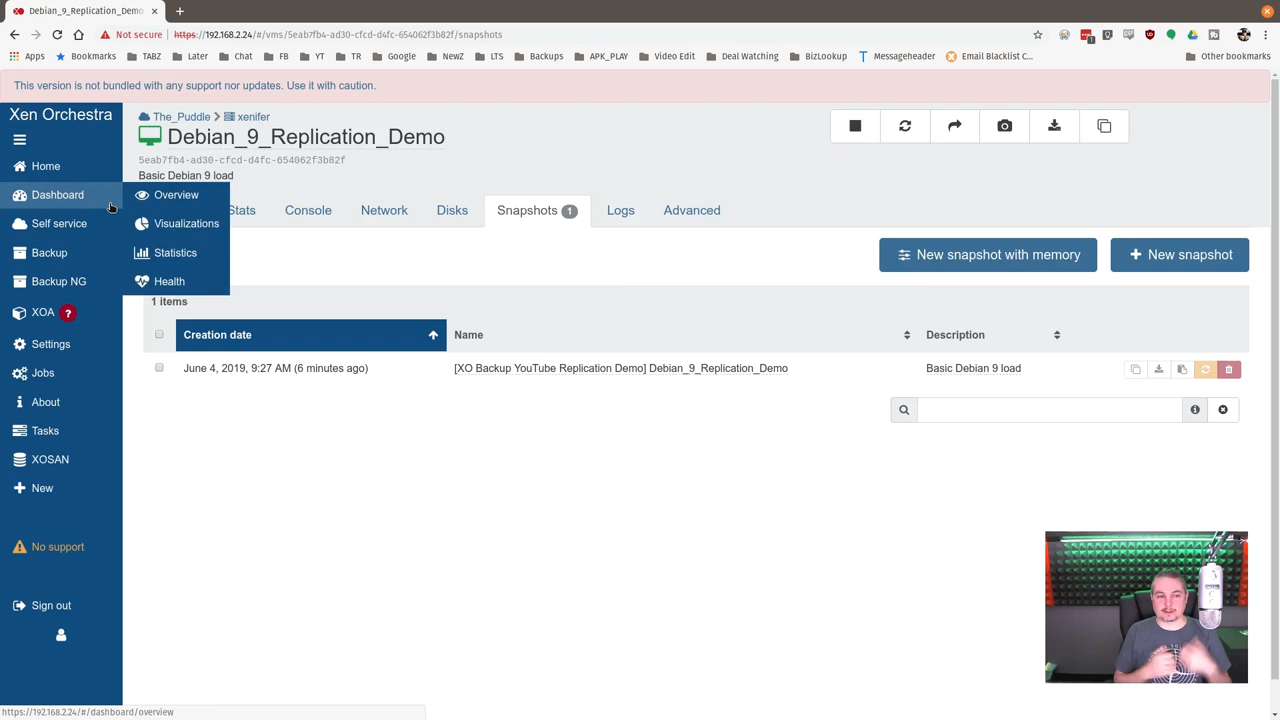 Debian_9_Replication_Demo
Not secure
https://192.168.2.24/#/vms/5eab7fb4-ad30-cfcd-d4fc-654062f3b82f/snapshots
Apps
Bookmarks
TABZ
Later
Chat
FB
YT
TR
Google
NewZ
LTS
Backups
APK_PLAY
Video Edit
Deal Watching
BizLookup
Messageheader
Email Blacklist C...
Other bookmarks
This version is not bundled with any support nor updates. Use it with caution.
Xen Orchestra
Home
Dashboard
Self service
Backup
Backup NG
XOA ?
Settings
Jobs
About
Tasks
XOSAN
New
No support
Sign out
Overview
Visualizations
Statistics
Health
The_Puddle
xenifer
Debian_9_Replication_Demo
5eab7fb4-ad30-cfcd-d4fc-654062f3b82f
Basic Debian 9 load
Stats
Console
Network
Disks
Snapshots 1
Logs
Advanced
New snapshot with memory
New snapshot
1 items
Creation date
Name
Description
June 4, 2019, 9:27 AM (6 minutes ago)
[XO Backup YouTube Replication Demo] Debian_9_Replication_Demo
Basic Debian 9 load
https://192.168.2.24/#/dashboard/overview